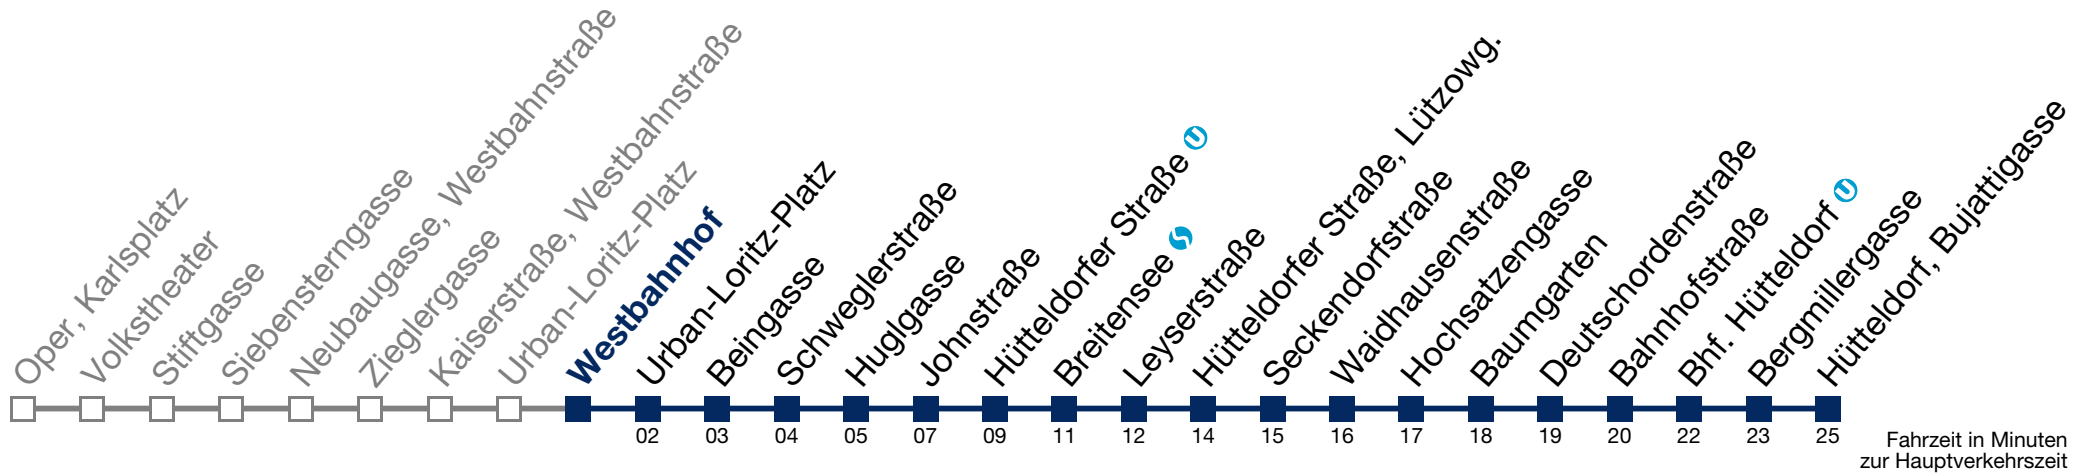 Oper, Karlsplatz
Volkstheater
Stiftgasse
Siebensterngasse
Neubaugasse, Westbahnstraße
Zieglergasse
Kaiserstraße, Westbahnstraße
Urban-Loritz-Platz
Westbahnhof
Urban-Loritz-Platz
Beingasse
Schweglerstraße
Huglgasse
Johnstraße
Hütteldorfer Straße U
Breitensee S
Leyserstraße
Hütteldorfer Straße, Lützowg.
Seckendorfstraße
Waidhausenstraße
Hochsatzengasse
Baumgarten
Deutschordenstraße
Bahnhofstraße
Bhf. Hütteldorf U
Bergmillergasse
Hütteldorf, Bujattigasse
02 03 04 05 07 09 11 12 14 15 16 17 18 19 20 22 23 25
Fahrzeit in Minuten
zur Hauptverkehrszeit